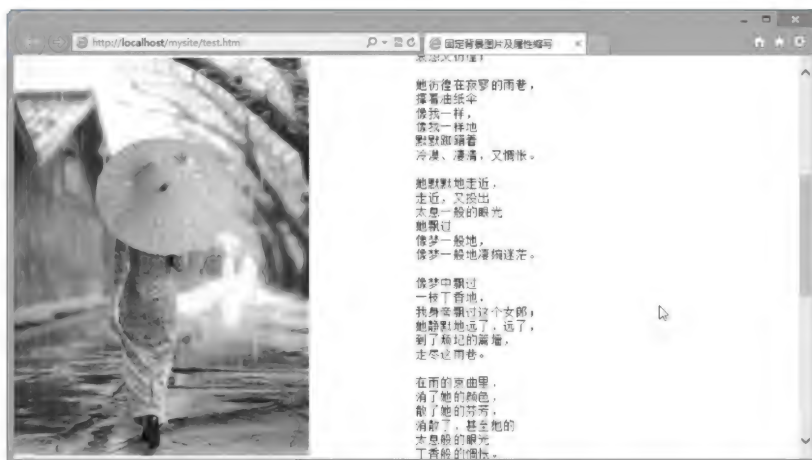 http://localhost/mysite/test.htm
固定背景图片及属性缩写
哀怨又彷徨；
她彷徨在寂寥的雨巷，
撑着油纸伞
像我一样，
像我一样地
默默踟蹰着
冷漠、凄清，又惆怅。
她默默地走近，
走近，又投出
太息一般的眼光
她飘过
像梦一般地，
像梦一般地凄婉迷茫。
像梦中飘过
一枝丁香地，
我身旁飘过这个女郎；
她静默地远了、远了，
到了颓圮的篱墙，
走尽这雨巷。
在雨的哀曲里，
消了她的颜色，
散了她的芬芳，
消散了，甚至她的
太息般的眼光
丁香般的惆怅。